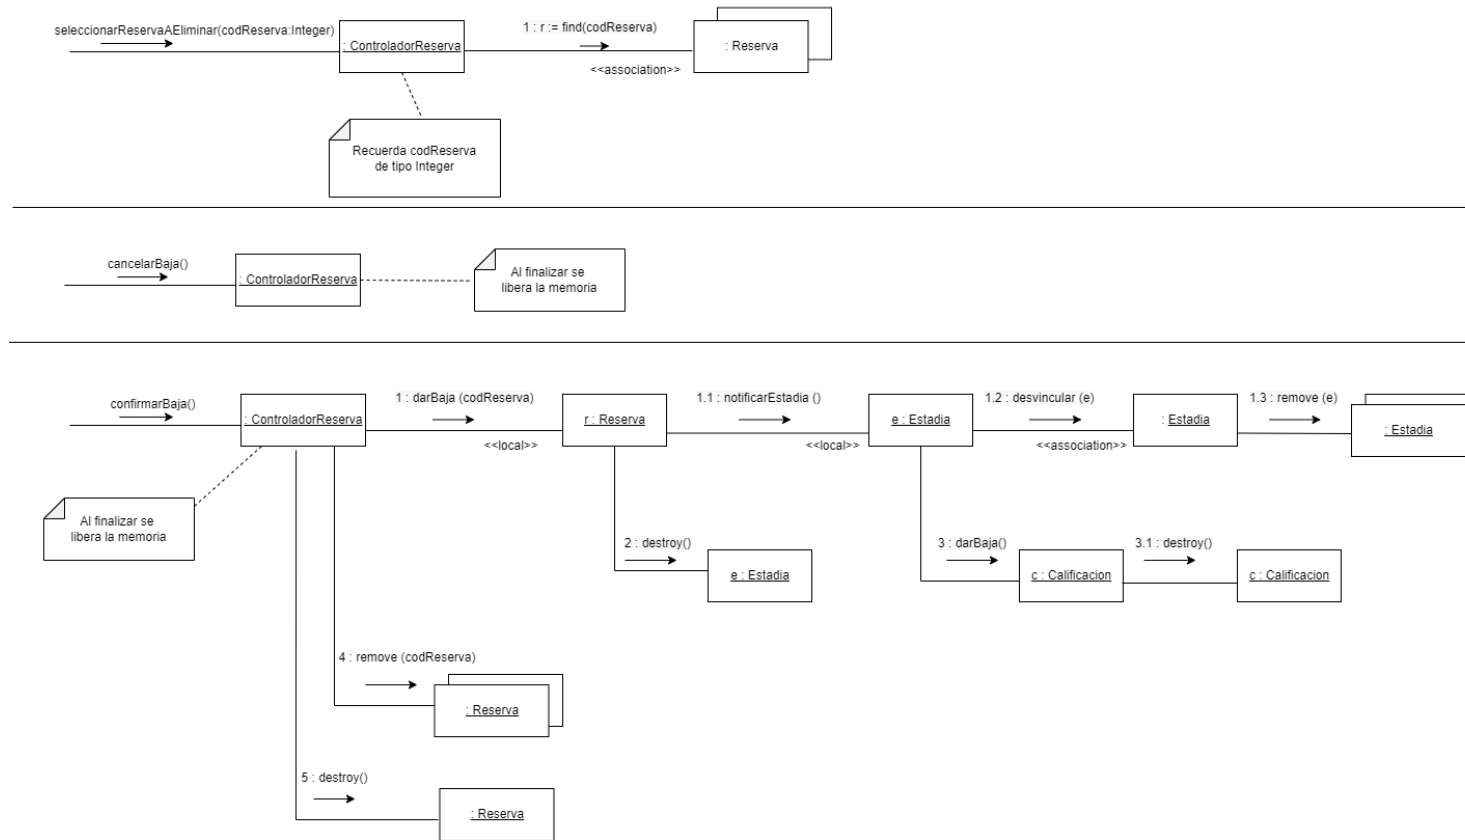 seleccionarReservaAEliminar(codReserva:Integer)
1 : r := find(codReserva)
: ControladorReserva
: Reserva
<<association>>
Recuerda codReserva
de tipo Integer
cancelarBaja()
: ControladorReserva
Al finalizar se
libera la memoria
confirmarBaja()
1 : darBaja (codReserva)
1.1 : notificarEstadia ()
1.2 : desvincular (e)
1.3 : remove (e)
: ControladorReserva
r : Reserva
e : Estadia
: Estadia
: Estadia
<<local>>
<<local>>
<<association>>
Al finalizar se
libera la memoria
2 : destroy()
3 : darBaja()
3.1 : destroy()
e : Estadia
c : Calificacion
c : Calificacion
4 : remove (codReserva)
: Reserva
5 : destroy()
: Reserva